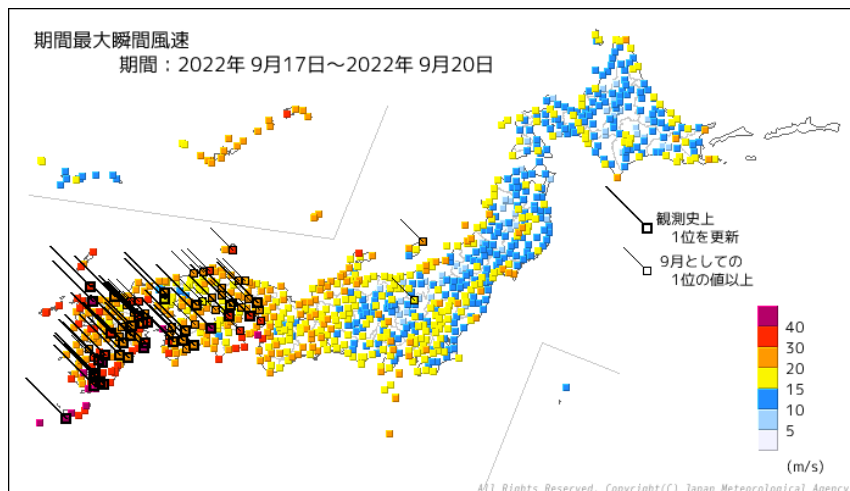 期間最大瞬間風速
期間：2022年 9月17日～2022年 9月20日
観測史上
1位を更新
9月としての
1位の値以上
40
30
20
15
10
5
(m/s)
All Rights Reserved. Copyright(C) Japan Meteorological Agency